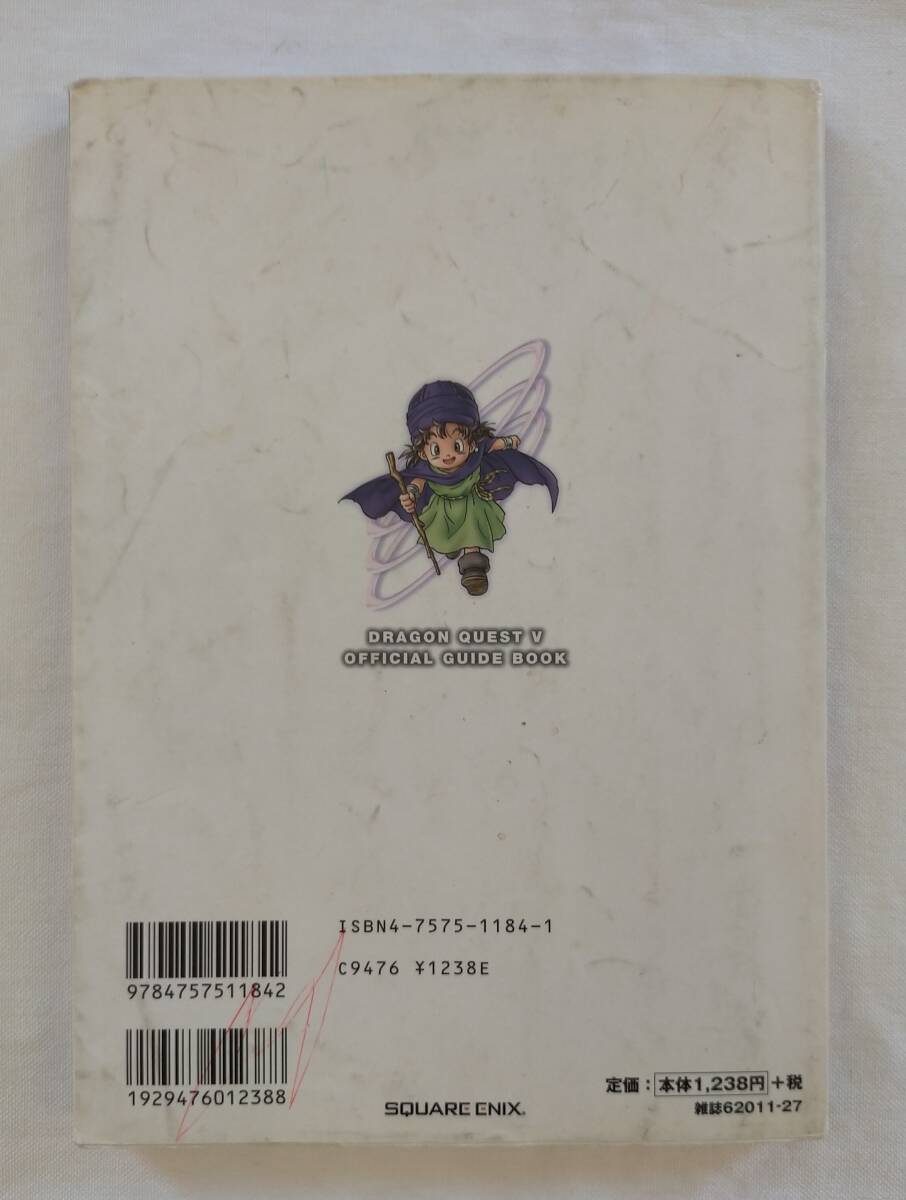 DRAGON QUEST V
OFFICIAL GUIDE BOOK
ISBN4-7575-1184-1
C9476 ¥1238E
9784757511842
1929476012388
SQUARE ENIX.
定価：本体1,238円+税
雑誌62011-27